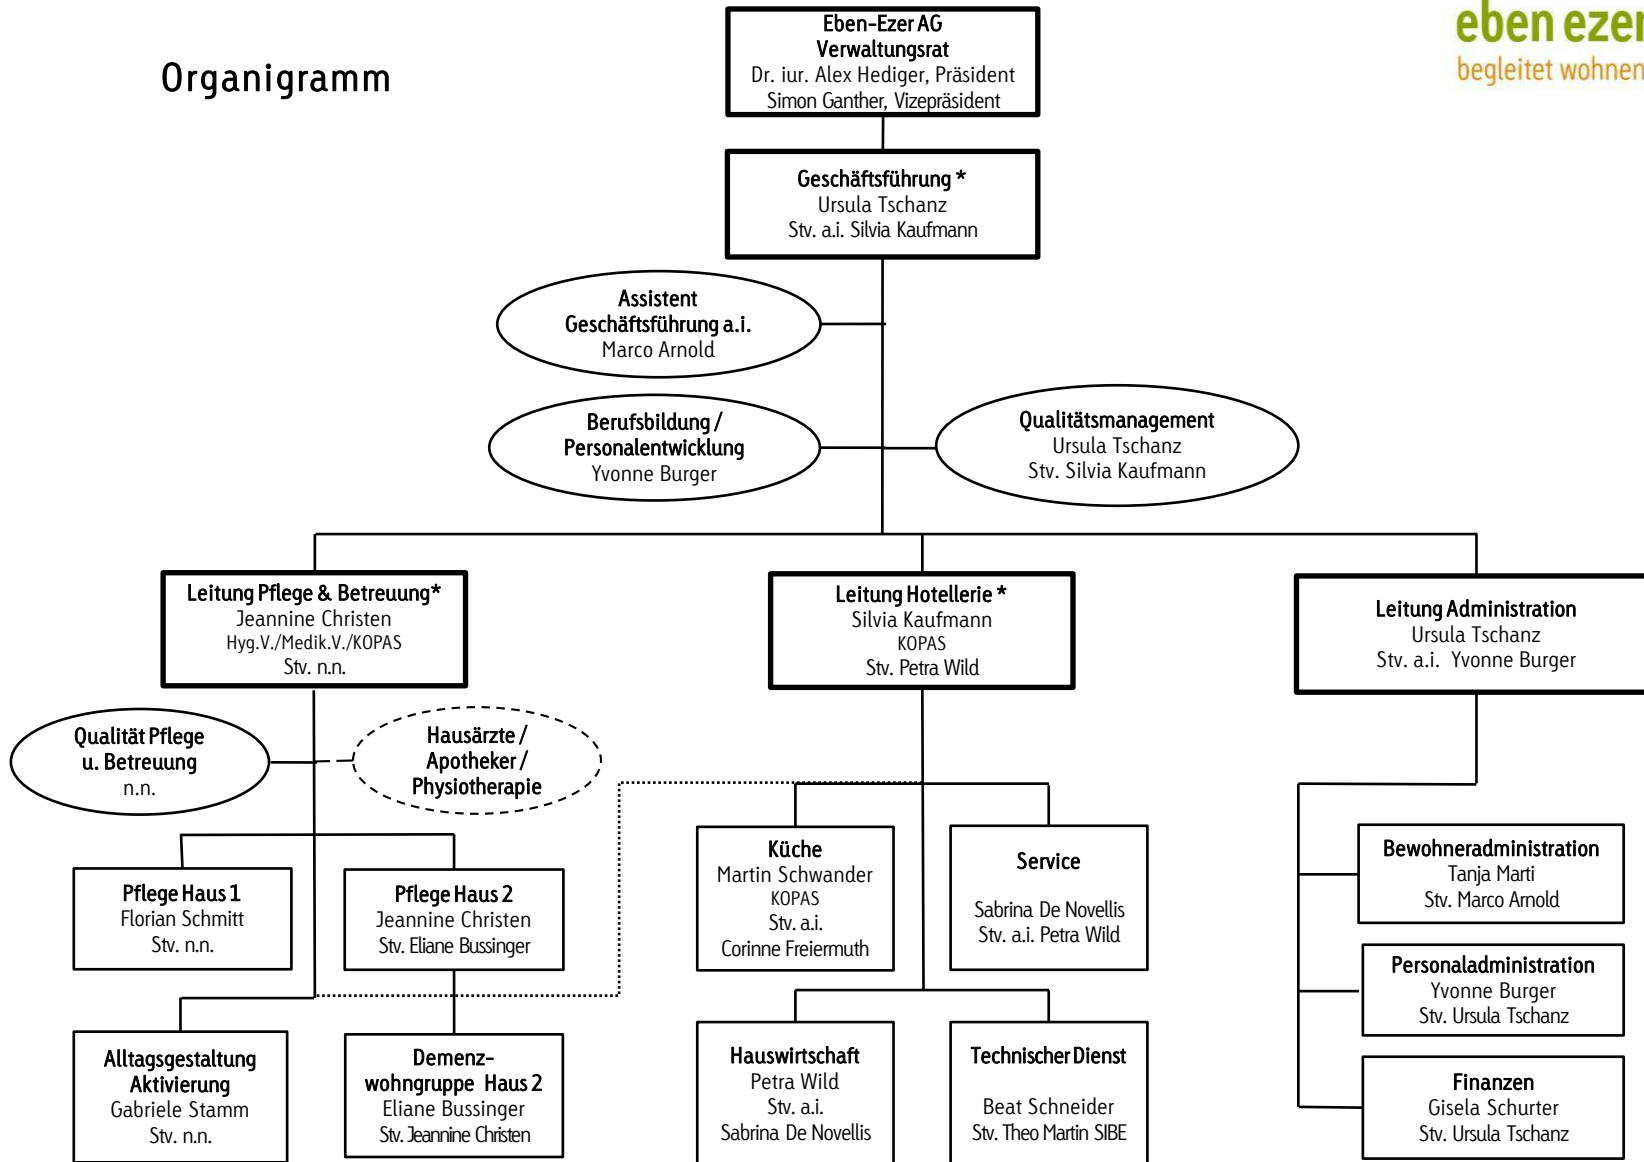 Organigramm
eben ezer
begleitet wohnen
Eben-Ezer AG
Verwaltungsrat
Dr. iur. Alex Hediger, Präsident
Simon Ganther, Vizepräsident
Geschäftsführung *
Ursula Tschanz
Stv. a.i. Silvia Kaufmann
Assistent
Geschäftsführung a.i.
Marco Arnold
Berufsbildung /
Personalentwicklung
Yvonne Burger
Qualitätsmanagement
Ursula Tschanz
Stv. Silvia Kaufmann
Leitung Pflege & Betreuung*
Jeannine Christen
Hyg.V./Medik.V./KOPAS
Stv. n.n.
Leitung Hotellerie *
Silvia Kaufmann
KOPAS
Stv. Petra Wild
Leitung Administration
Ursula Tschanz
Stv. a.i. Yvonne Burger
Qualität Pflege
u. Betreuung
n.n.
Hausärzte /
Apotheker /
Physiotherapie
Pflege Haus 1
Florian Schmitt
Stv. n.n.
Pflege Haus 2
Jeannine Christen
Stv. Eliane Bussinger
Küche
Martin Schwander
KOPAS
Stv. a.i.
Corinne Freiermuth
Service
Sabrina De Novellis
Stv. a.i. Petra Wild
Bewohneradministration
Tanja Marti
Stv. Marco Arnold
Personaladministration
Yvonne Burger
Stv. Ursula Tschanz
Alltagsgestaltung
Aktivierung
Gabriele Stamm
Stv. n.n.
Demenz-
wohngruppe Haus 2
Eliane Bussinger
Stv. Jeannine Christen
Hauswirtschaft
Petra Wild
Stv. a.i.
Sabrina De Novellis
Technischer Dienst
Beat Schneider
Stv. Theo Martin SIBE
Finanzen
Gisela Schurter
Stv. Ursula Tschanz